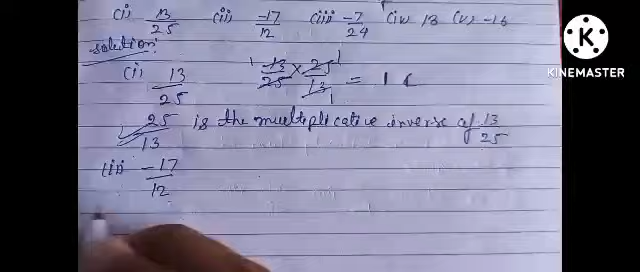 (i) 13/25 (ii) -17/12 (iii) -7/24 (iv) 13 (v) -16
solution:
(i) 13/25 13/25 × 25/13 = 1
25/13 is the multiplicative inverse of 13/25
(ii) -17/12
KINEMASTER